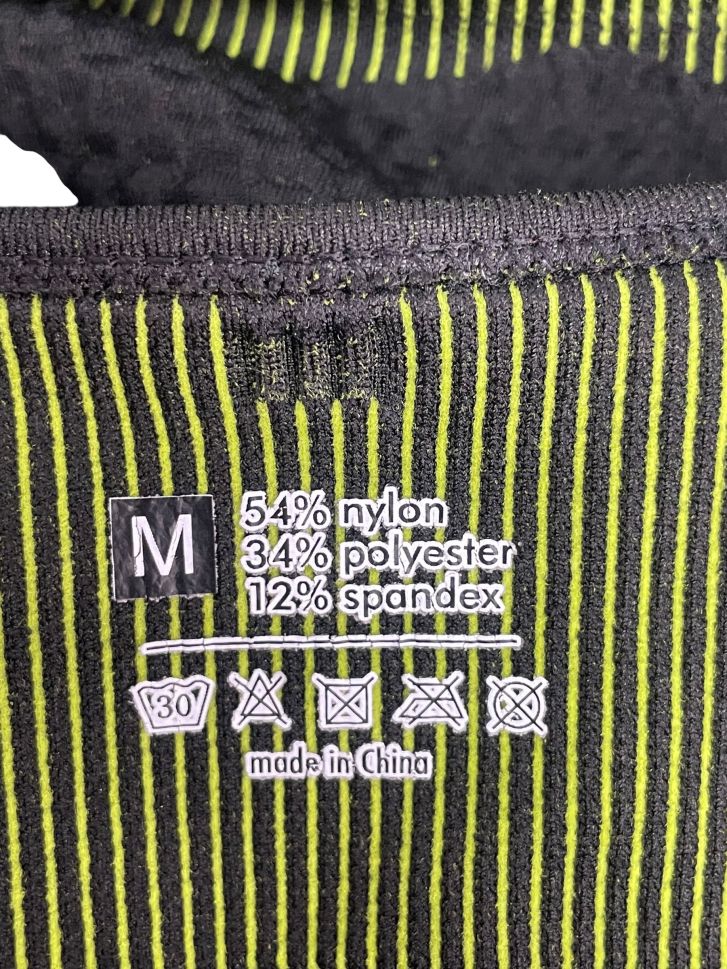 M
54% nylon
34% polyester
12% spandex
30
made in China